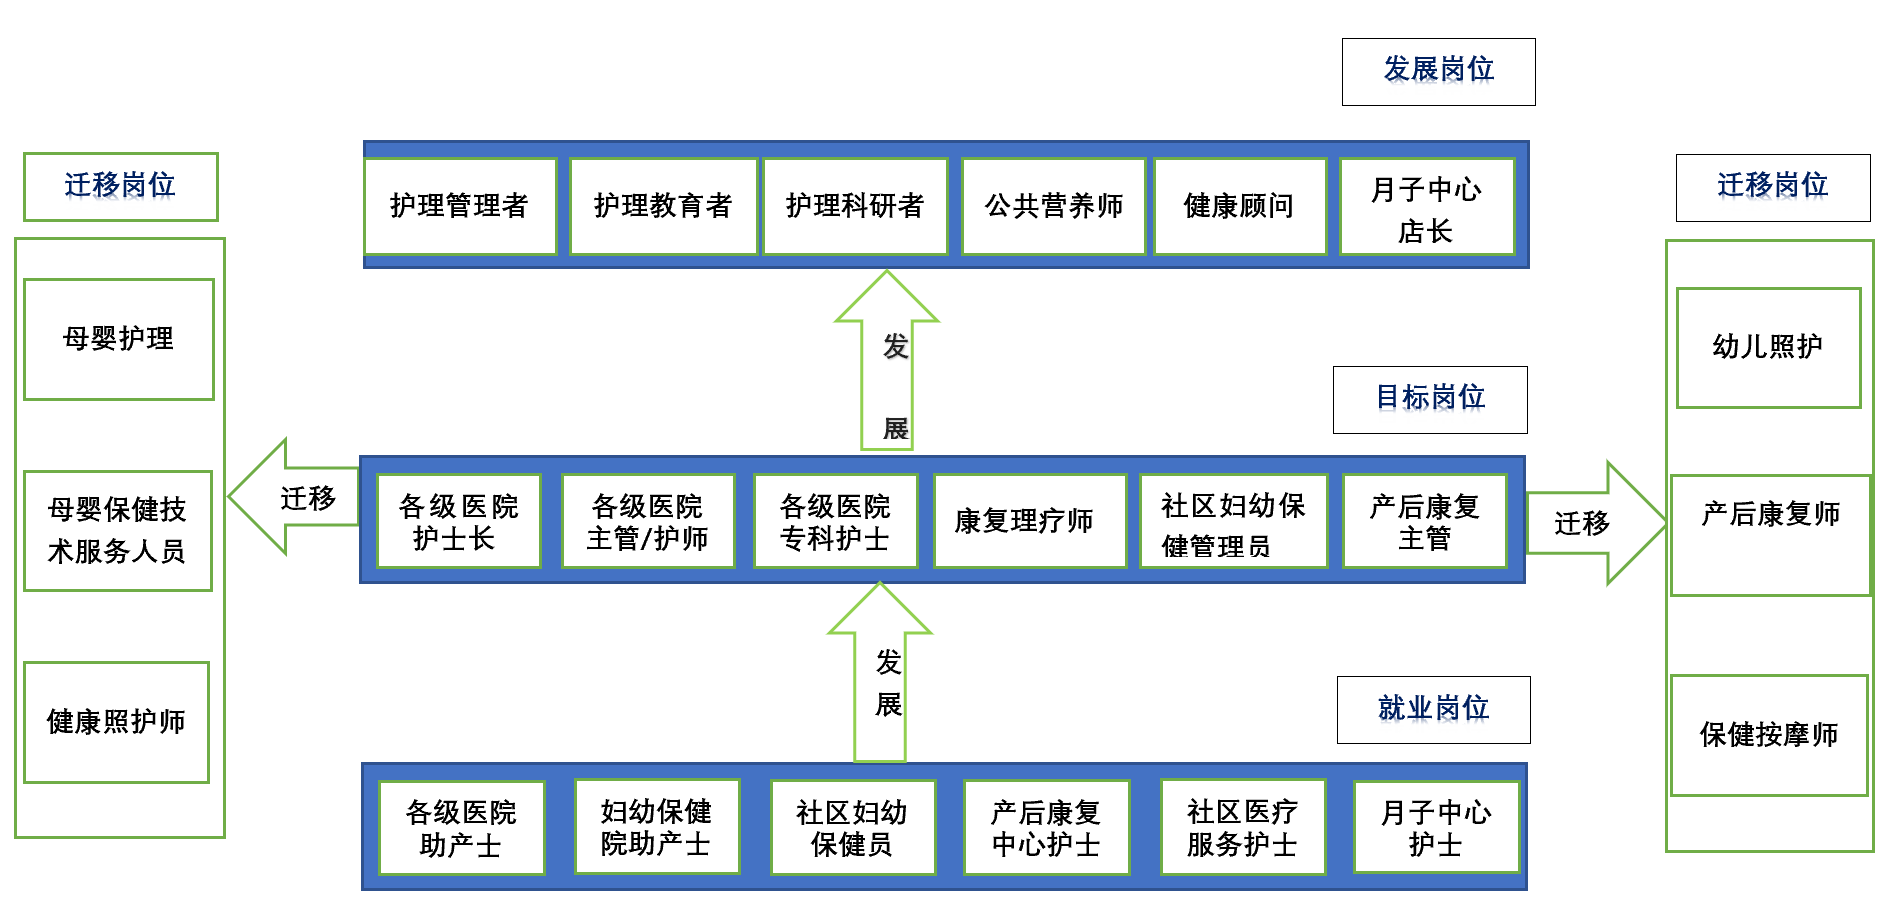 发展岗位
迁移岗位
迁移岗位
护理管理者
护理教育者
护理科研者
公共营养师
健康顾问
月子中心
店长
母婴护理
母婴保健技
术服务人员
健康照护师
发
展
目标岗位
幼儿照护
产后康复师
保健按摩师
迁移
各级医院
护士长
各级医院
主管/护师
各级医院
专科护士
康复理疗师
社区妇幼保
健管理员
产后康复
主管
迁移
发
展
就业岗位
各级医院
助产士
妇幼保健
院助产士
社区妇幼
保健员
产后康复
中心护士
社区医疗
服务护士
月子中心
护士